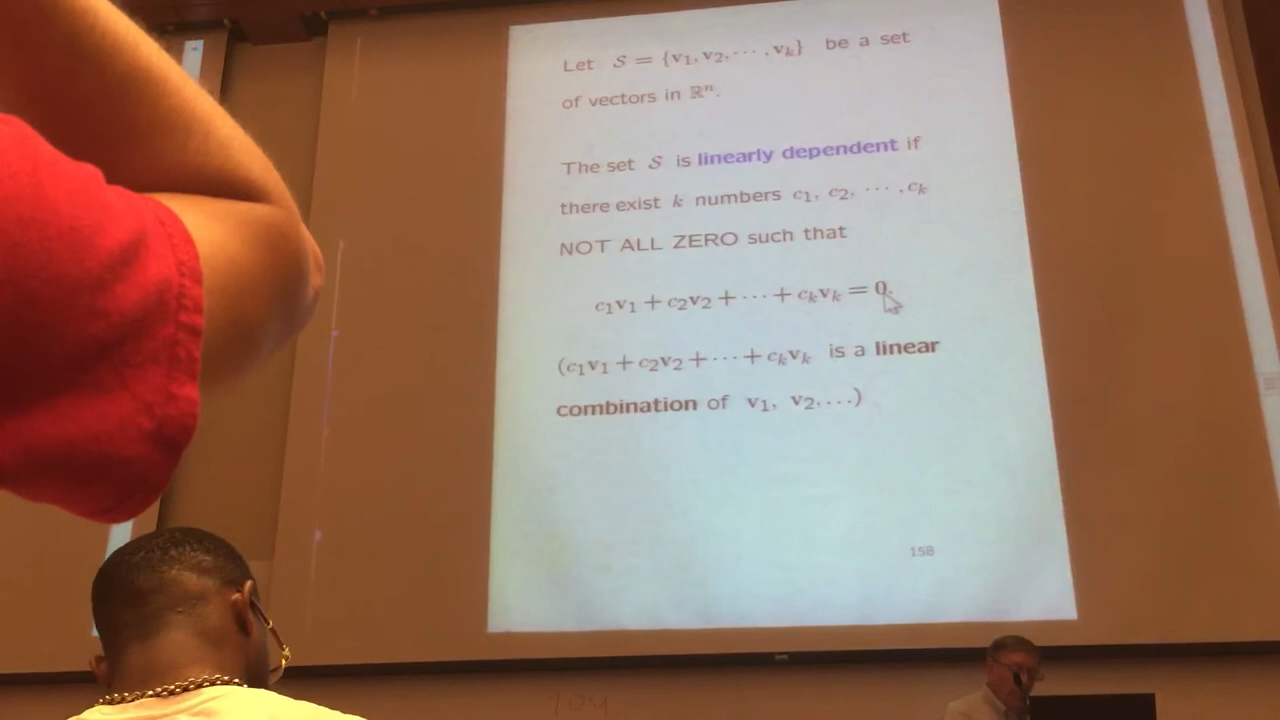 Let S = {v₁, v₂, ⋯ , vₖ} be a set
of vectors in ℝⁿ.
The set S is linearly dependent if
there exist k numbers c₁, c₂, ⋯ , cₖ
NOT ALL ZERO such that
c₁v₁ + c₂v₂ + ⋯ + cₖvₖ = 0.
(c₁v₁ + c₂v₂ + ⋯ + cₖvₖ is a linear
combination of v₁, v₂, ...)
158